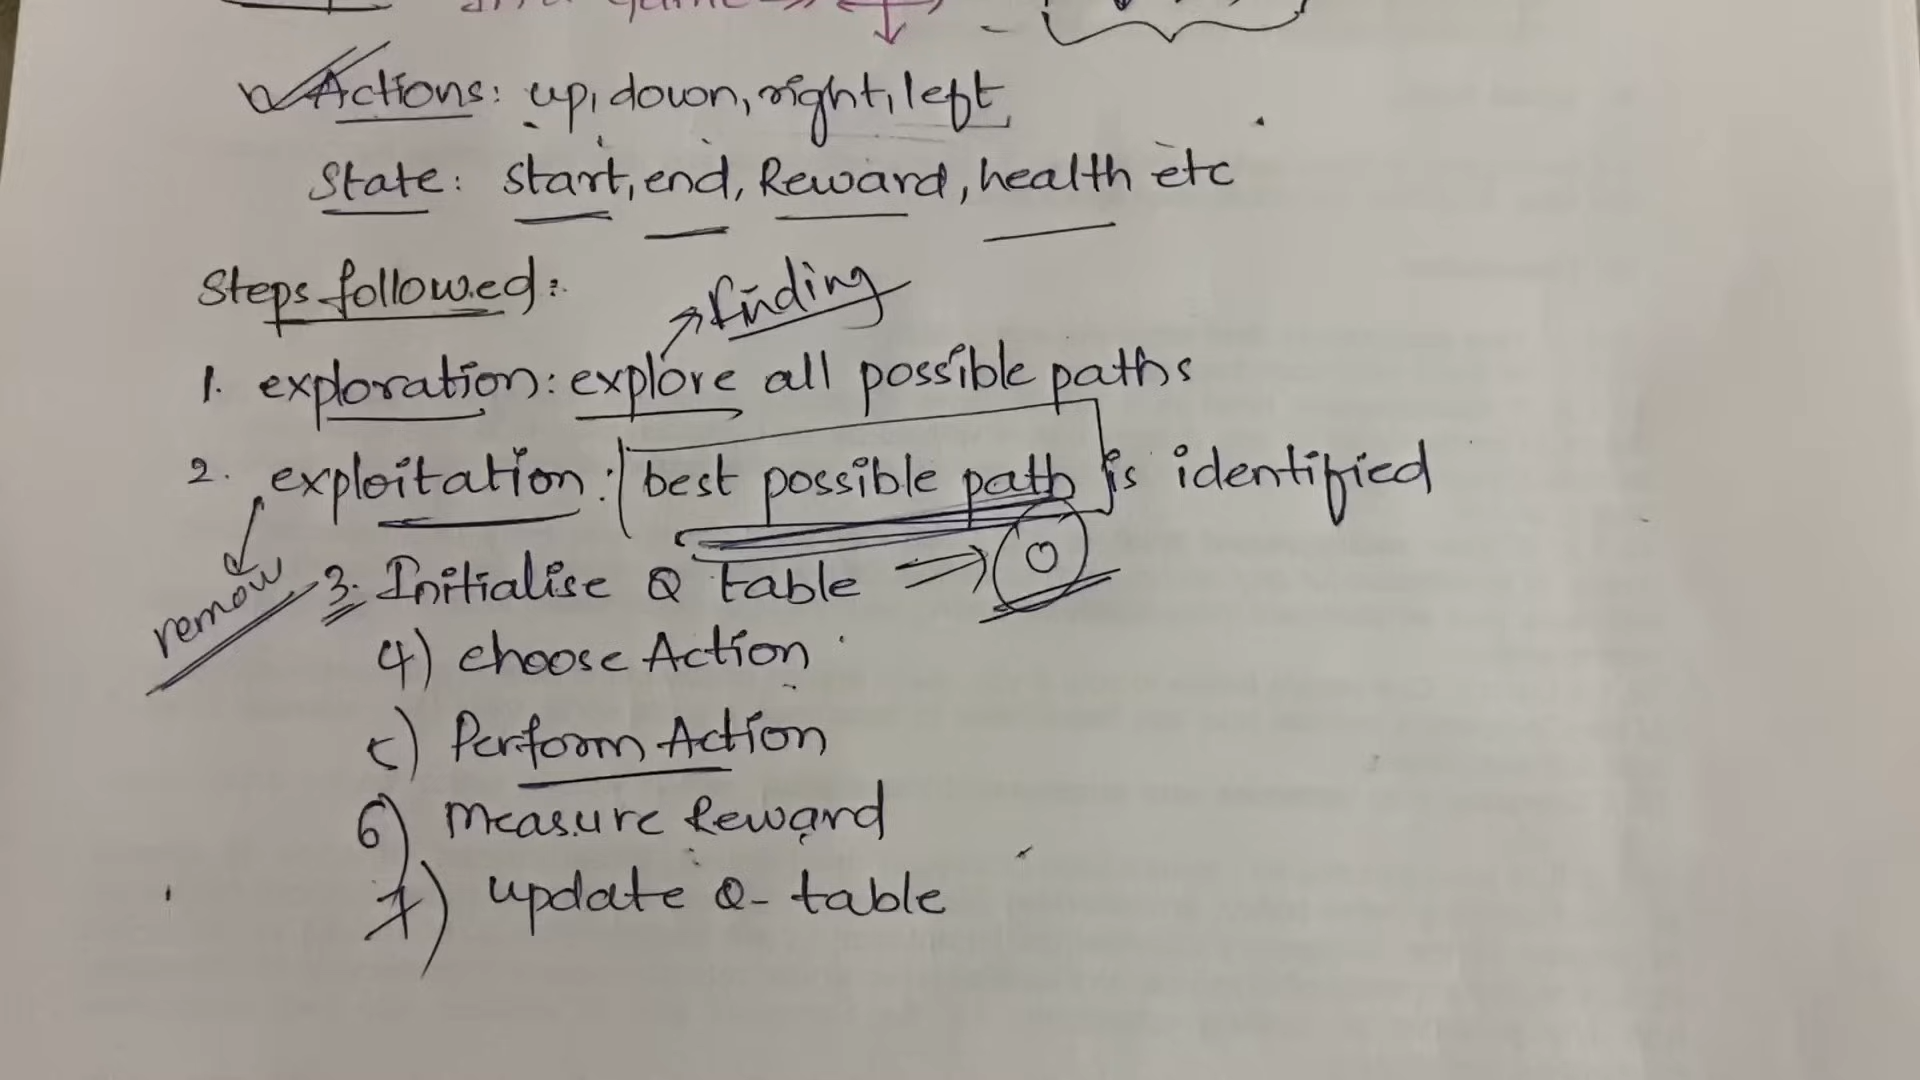 Actions: up, down, right, left
State: start, end, Reward, health etc
Steps followed:
finding
1. exploration: explore all possible paths
2. exploitation: best possible path is identified
remow 3. Initialise Q table => 0
4) choose Action
5) Perform Action
6) Measure Reward
7) update Q-table